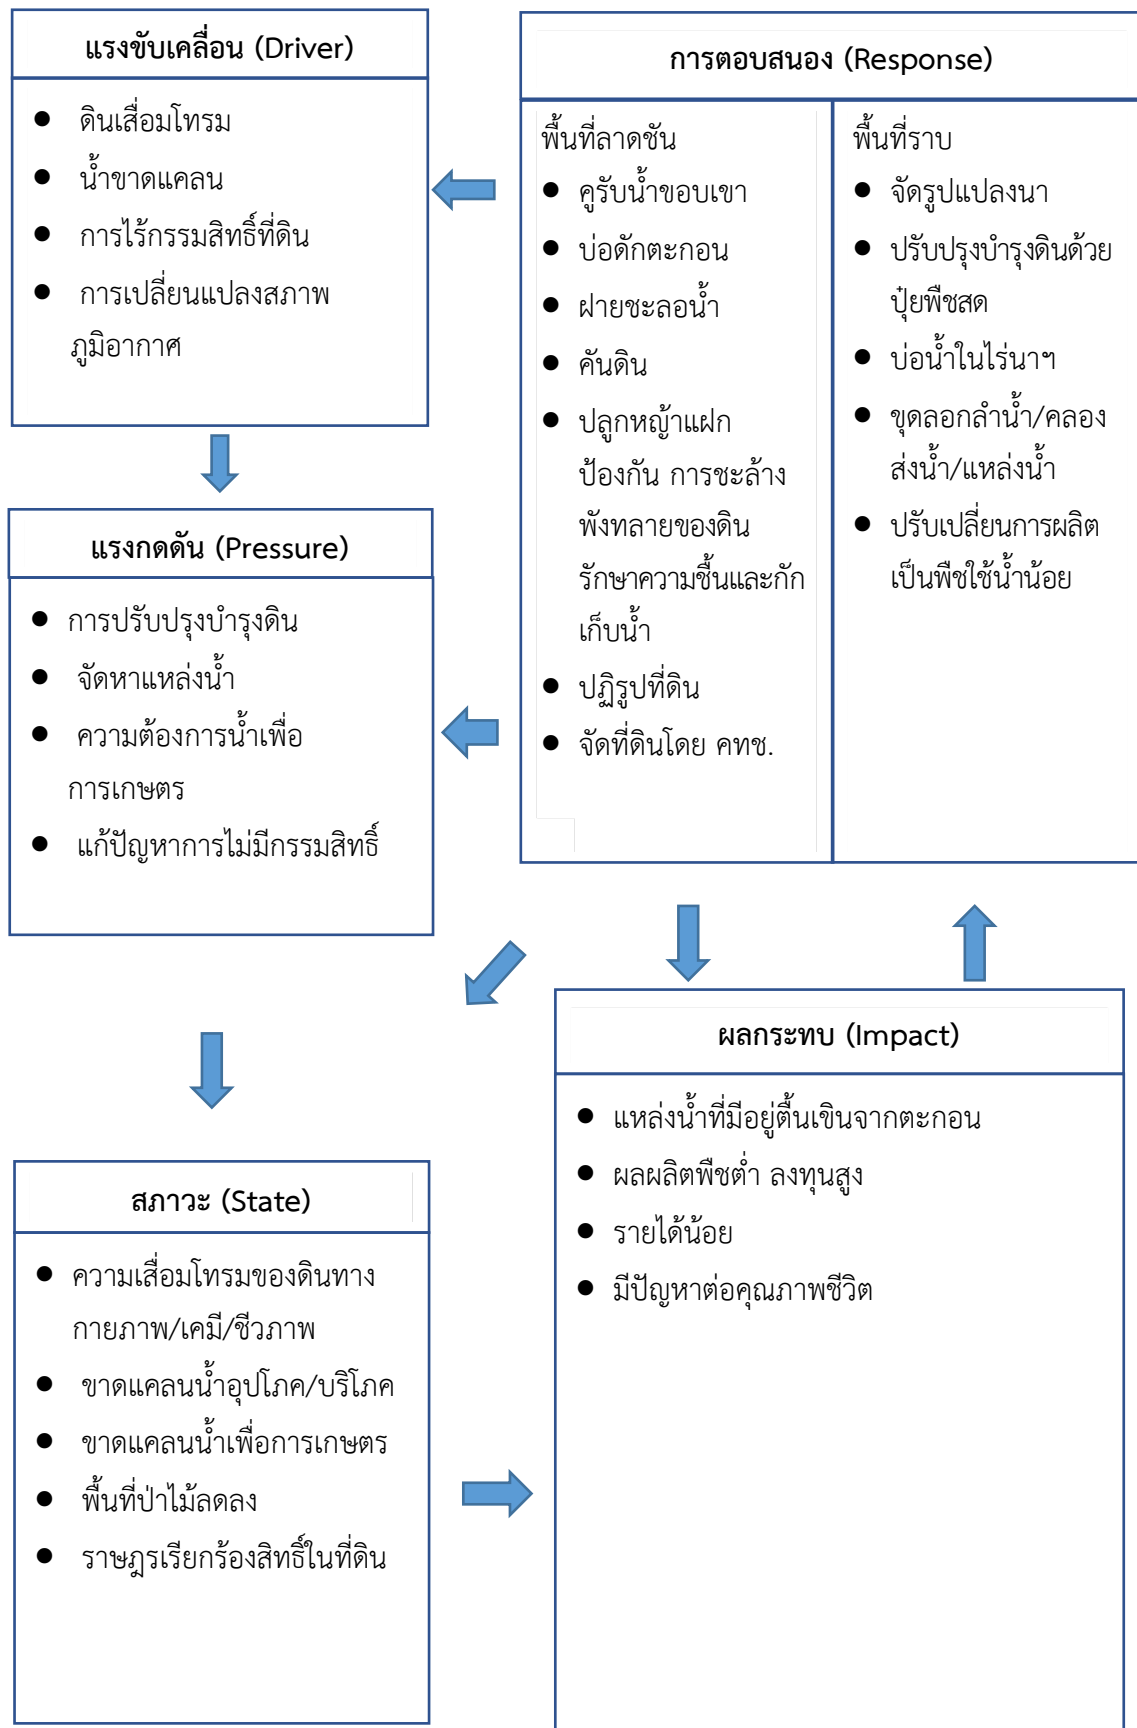 แรงขับเคลื่อน (Driver)
● ดินเสื่อมโทรม
● น้ำขาดแคลน
● การไร้กรรมสิทธิ์ที่ดิน
● การเปลี่ยนแปลงสภาพ
ภูมิอากาศ
การตอบสนอง (Response)
พื้นที่ลาดชัน
● คูรับน้ำขอบเขา
● บ่อดักตะกอน
● ฝายชะลอน้ำ
● คันดิน
● ปลูกหญ้าแฝก
ป้องกัน การชะล้าง
พังทลายของดิน
รักษาความชื้นและกัก
เก็บน้ำ
● ปฏิรูปที่ดิน
● จัดที่ดินโดย คทช.
พื้นที่ราบ
● จัดรูปแปลงนา
● ปรับปรุงบำรุงดินด้วย
ปุ๋ยพืชสด
● บ่อน้ำในไร่นาฯ
● ขุดลอกลำน้ำ/คลอง
ส่งน้ำ/แหล่งน้ำ
● ปรับเปลี่ยนการผลิต
เป็นพืชใช้น้ำน้อย
แรงกดดัน (Pressure)
● การปรับปรุงบำรุงดิน
● จัดหาแหล่งน้ำ
● ความต้องการน้ำเพื่อ
การเกษตร
● แก้ปัญหาการไม่มีกรรมสิทธิ์
สภาวะ (State)
● ความเสื่อมโทรมของดินทาง
กายภาพ/เคมี/ชีวภาพ
● ขาดแคลนน้ำอุปโภค/บริโภค
● ขาดแคลนน้ำเพื่อการเกษตร
● พื้นที่ป่าไม้ลดลง
● ราษฎรเรียกร้องสิทธิ์ในที่ดิน
ผลกระทบ (Impact)
● แหล่งน้ำที่มีอยู่ตื้นเขินจากตะกอน
● ผลผลิตพืชต่ำ ลงทุนสูง
● รายได้น้อย
● มีปัญหาต่อคุณภาพชีวิต